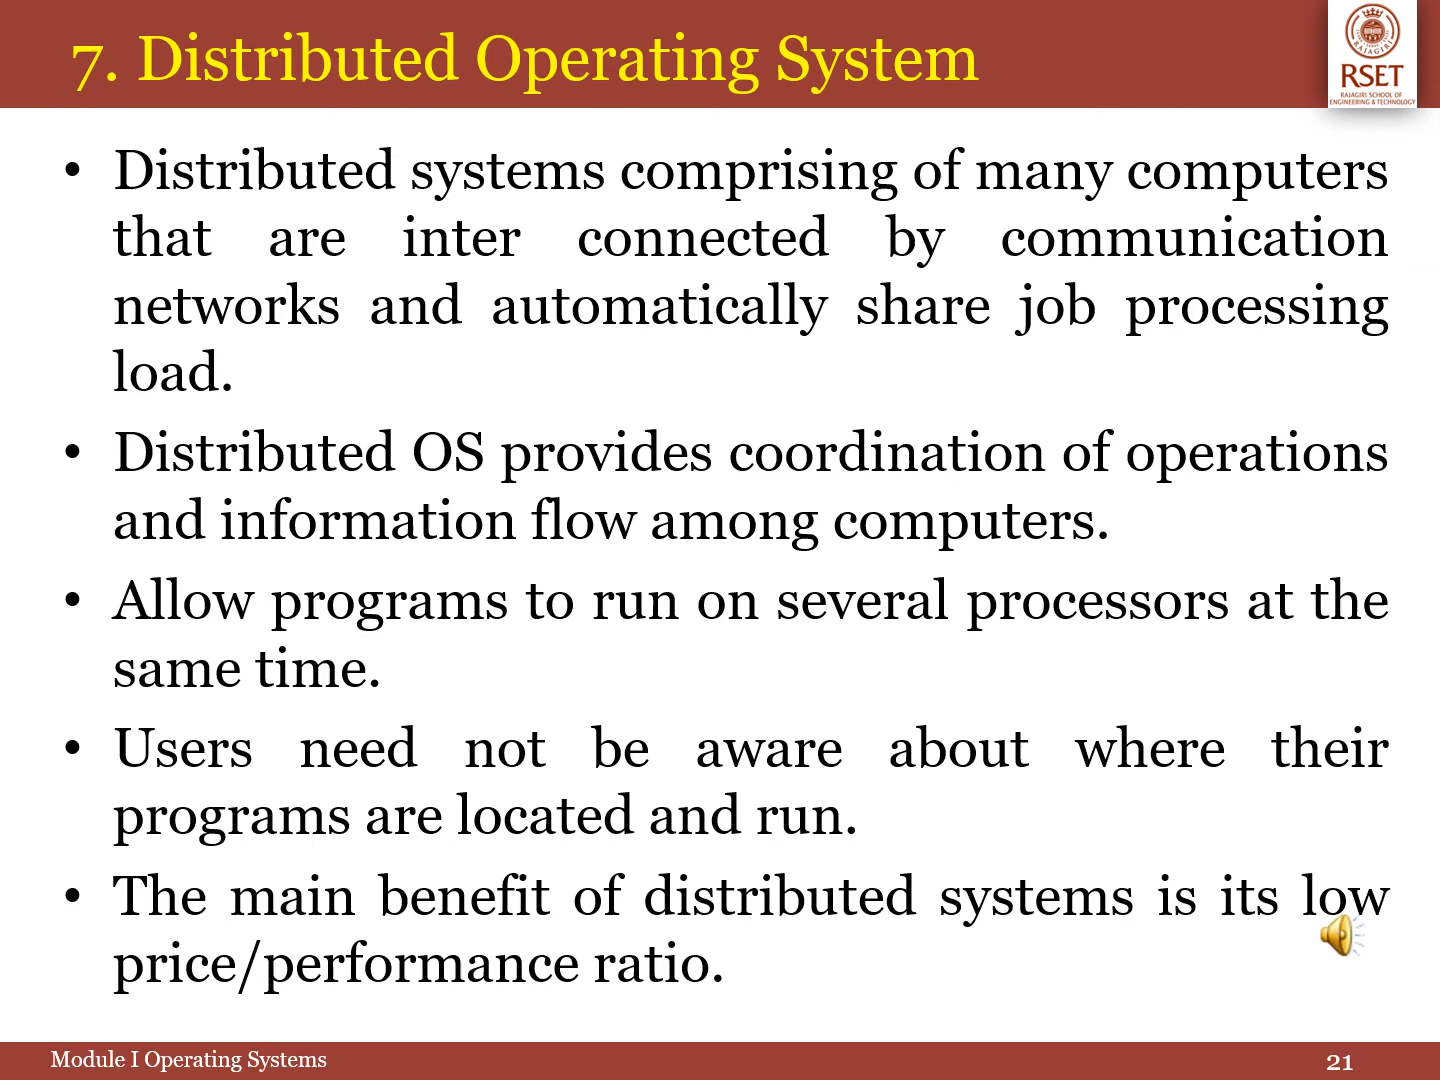 7. Distributed Operating System
RAJAGIRI
RSET
RAJAGIRI SCHOOL OF
ENGINEERING & TECHNOLOGY
• Distributed systems comprising of many computers
that are inter connected by communication
networks and automatically share job processing
load.
• Distributed OS provides coordination of operations
and information flow among computers.
• Allow programs to run on several processors at the
same time.
• Users need not be aware about where their
programs are located and run.
• The main benefit of distributed systems is its low
price/performance ratio.
Module I Operating Systems
21